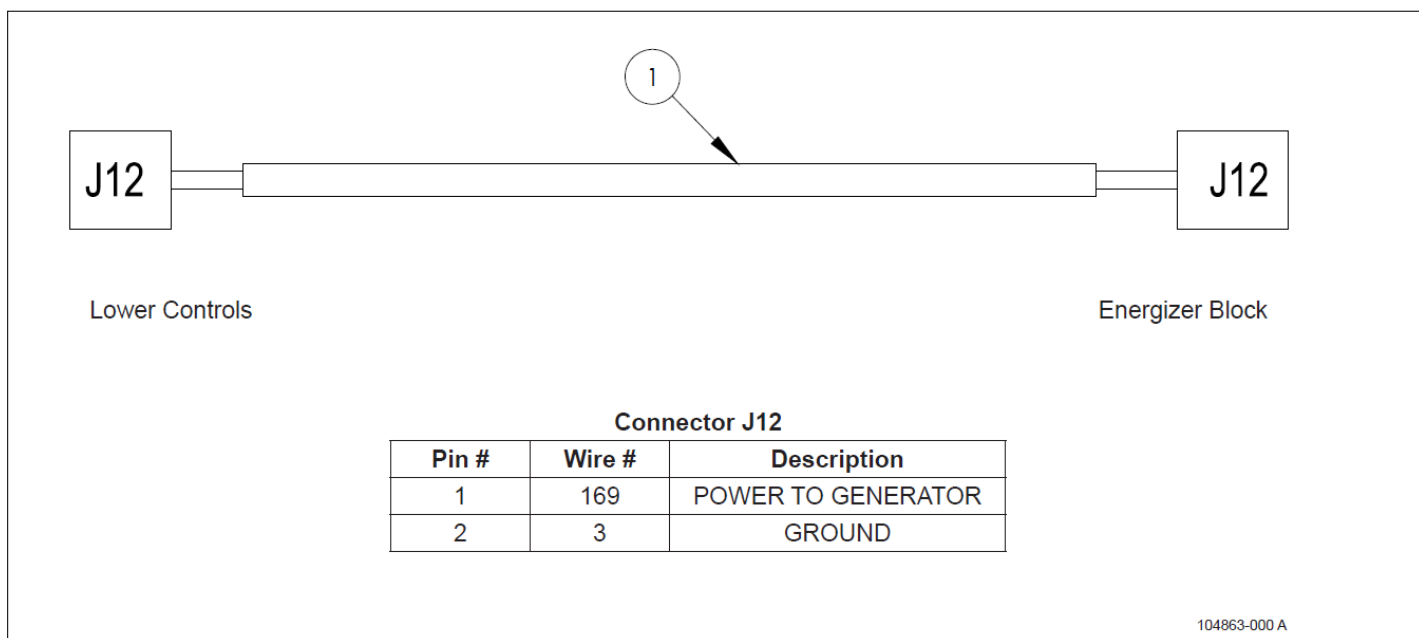 1
J12
J12
Lower Controls
Energizer Block
Connector J12
Pin # Wire # Description
1 169 POWER TO GENERATOR
2 3 GROUND
104863-000 A